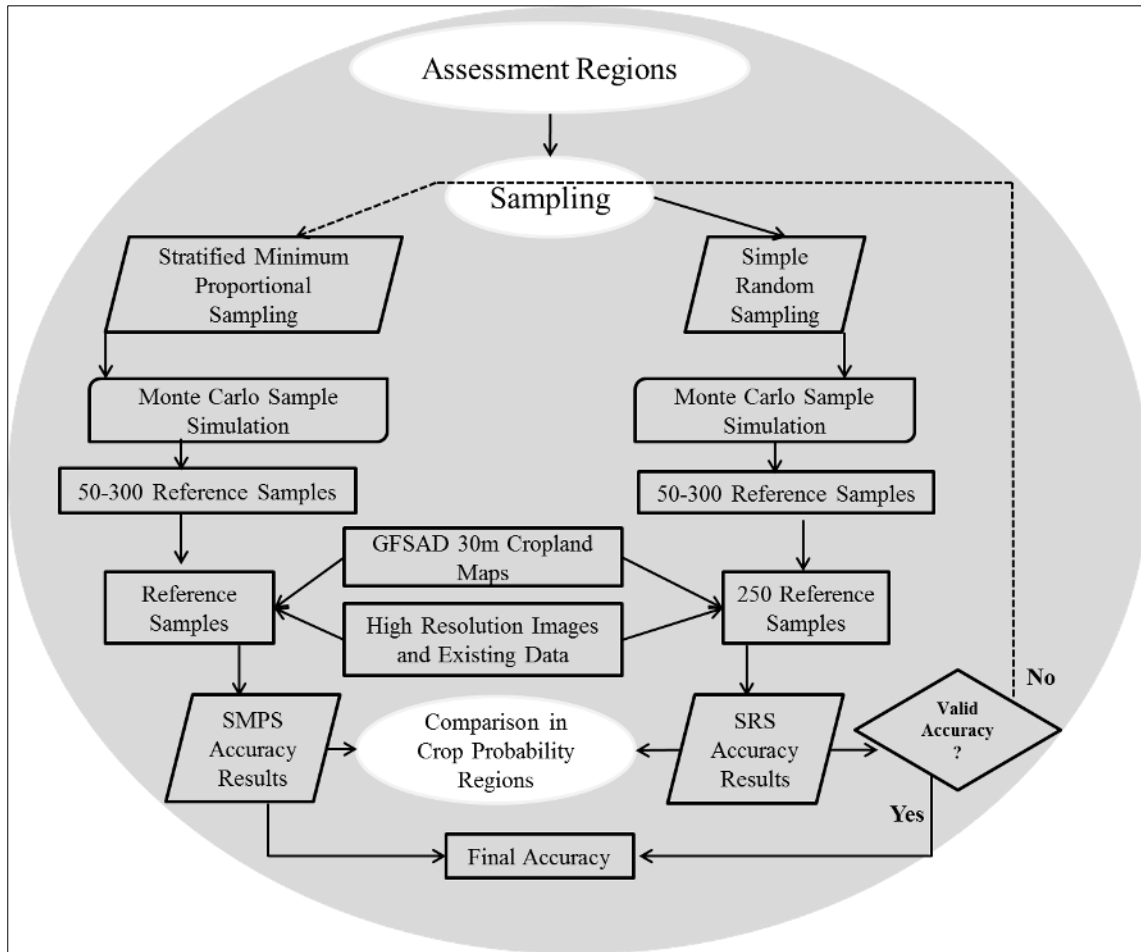 Assessment Regions
Sampling
Stratified Minimum
Proportional
Sampling
Simple
Random
Sampling
Monte Carlo Sample
Simulation
Monte Carlo Sample
Simulation
50-300 Reference Samples
50-300 Reference Samples
GFSAD 30m Cropland
Maps
Reference
Samples
250 Reference
Samples
High Resolution Images
and Existing Data
No
SMPS
Accuracy
Results
Comparison in
Crop Probability
Regions
SRS
Accuracy
Results
Valid
Accuracy
?
Yes
Final Accuracy